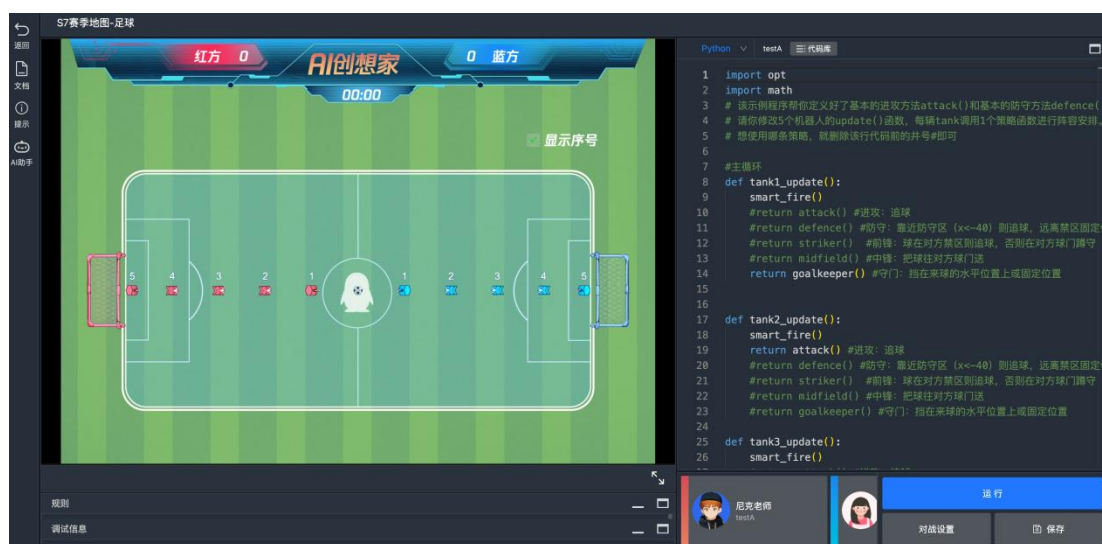 返回
文档
提示
AI助手
S7赛季地图-足球
红方 0
AI创想家
0 蓝方
00:00
显示序号
5 4 3 2 1 1 2 3 4 5
规则
调试信息
Python testA 代码库
1 import opt
2 import math
3 # 该示例程序帮你定义好了基本的进攻方法attack()和基本的防守方法defence(
4 # 请你修改5个机器人的update()函数，每辆tank调用1个策略函数进行阵容安排。
5 # 想使用哪条策略，就删除该行代码前的井号#即可
6
7 #主循环
8 def tank1_update():
9 smart_fire()
10 #return attack() #进攻：追球
11 #return defence() #防守：靠近防守区（x<-40）则追球，远离禁区固定
12 #return striker() #前锋：球在对方禁区则追球，否则在对方球门蹲守
13 #return midfield() #中锋：把球往对方球门送
14 return goalkeeper() #守门：挡在来球的水平位置上或固定位置
15
16
17 def tank2_update():
18 smart_fire()
19 return attack() #进攻：追球
20 #return defence() #防守：靠近防守区（x<-40）则追球，远离禁区固定
21 #return striker() #前锋：球在对方禁区则追球，否则在对方球门蹲守
22 #return midfield() #中锋：把球往对方球门送
23 #return goalkeeper() #守门：挡在来球的水平位置上或固定位置
24
25 def tank3_update():
26 smart_fire()
尼克老师
testA
运行
对战设置
保存